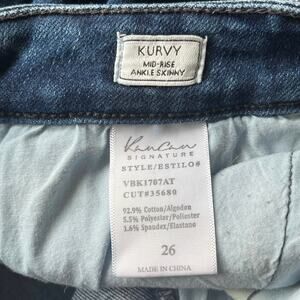 KURVY
MID-RISE
ANKLE SKINNY
KanCan
SIGNATURE
STYLE/ESTILO#
VBK1707AT
CUT#35680
92.9% Cotton/Algodon
5.5% Polyester/Poliester
1.6% Spandex/Elastano
26
MADE IN CHINA